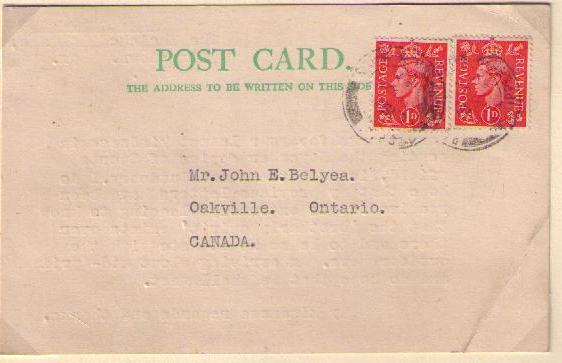 POST CARD.
THE ADDRESS TO BE WRITTEN ON THIS
POSTAGE REVENUE 1D
POSTAGE REVENUE 1D
Mr. John E. Belyea.
Oakville. Ontario.
CANADA.